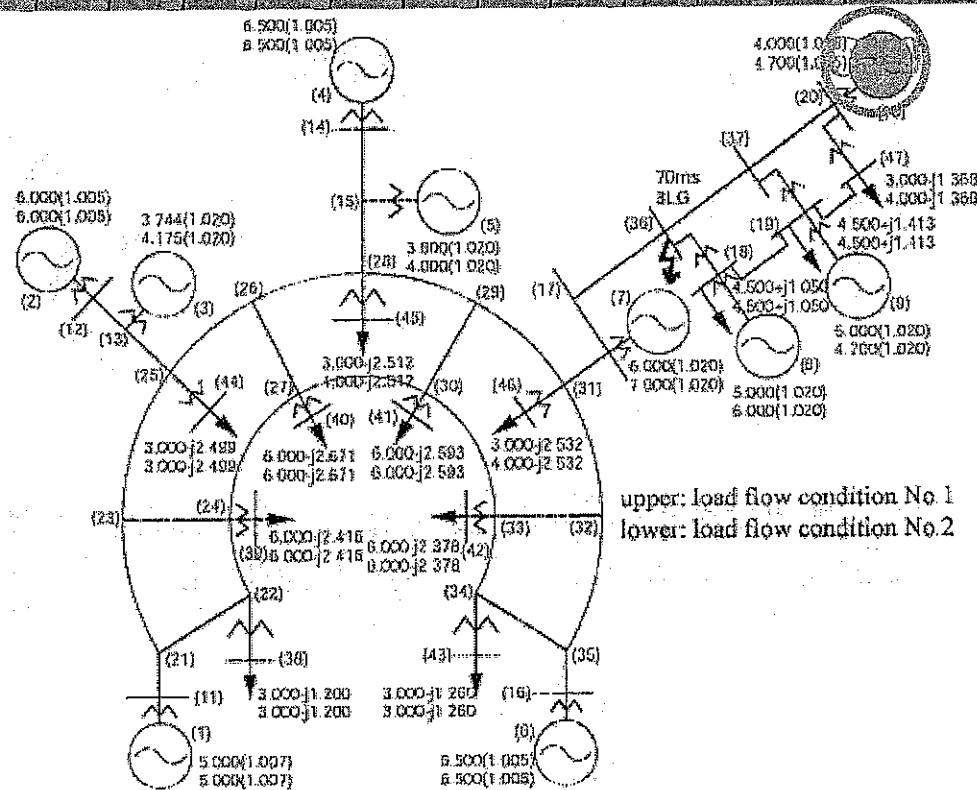 6.500(1.005)
6.500(1.005)
(4)
(14)
(15)
(5)
3.800(1.020)
4.000(1.020)
(28)
(45)
3.000-j2.512
4.000-j2.512
6.000(1.005)
6.000(1.005)
(2)
3.744(1.020)
4.175(1.020)
(3)
(12)
(13)
(25)
(44)
3.000-j2.499
3.000-j2.499
(26)
(27)
(40)
6.000-j2.671
6.000-j2.671
(29)
(30)
(41)
6.000-j2.593
6.000-j2.593
(20)
(37)
(47)
3.000-j1.360
4.000-j1.360
70ms
3LG
(36)
(19)
4.500+j1.413
4.500+j1.413
(18)
4.500+j1.050
4.500+j1.050
(17)
(7)
6.000(1.020)
7.000(1.020)
(8)
5.000(1.020)
6.000(1.020)
(9)
5.000(1.020)
4.200(1.020)
(46)
(31)
3.000-j2.532
4.000-j2.532
upper: load flow condition No.1
lower: load flow condition No.2
(23)
(24)
(39)
6.000-j2.416
6.000-j2.416
(32)
(33)
(42)
6.000-j2.378
6.000-j2.378
(22)
(34)
(21)
(38)
(43)
(35)
(11)
3.000-j1.200
3.000-j1.200
3.000-j1.260
3.000-j1.260
(16)
(1)
5.000(1.007)
5.000(1.007)
(6)
6.500(1.005)
6.500(1.005)